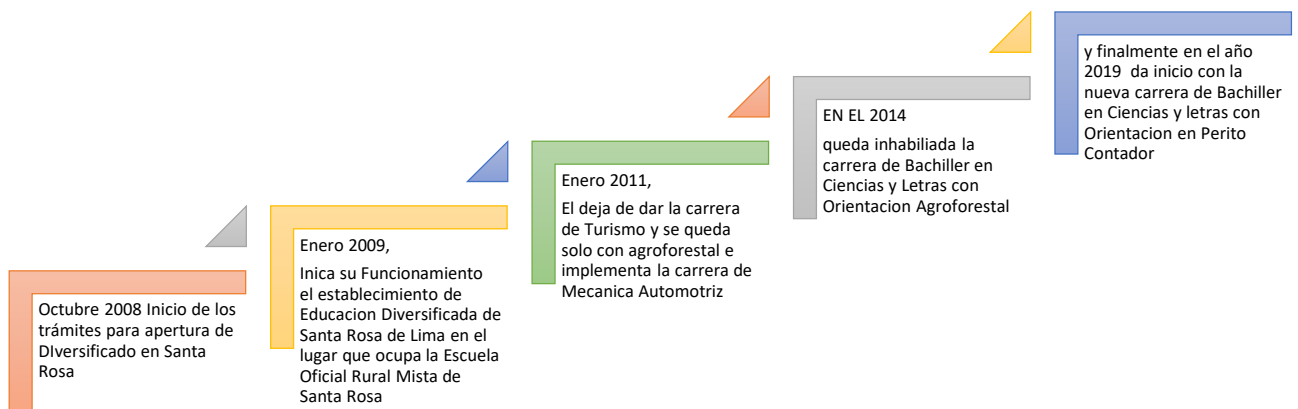 Octubre 2008 Inicio de los
trámites para apertura de
DIversificado en Santa
Rosa
Enero 2009,
Inica su Funcionamiento
el establecimiento de
Educacion Diversificada de
Santa Rosa de Lima en el
lugar que ocupa la Escuela
Oficial Rural Mista de
Santa Rosa
Enero 2011,
El deja de dar la carrera
de Turismo y se queda
solo con agroforestal e
implementa la carrera de
Mecanica Automotriz
EN EL 2014
queda inhabiliada la
carrera de Bachiller en
Ciencias y Letras con
Orientacion Agroforestal
y finalmente en el año
2019 da inicio con la
nueva carrera de Bachiller
en Ciencias y letras con
Orientacion en Perito
Contador